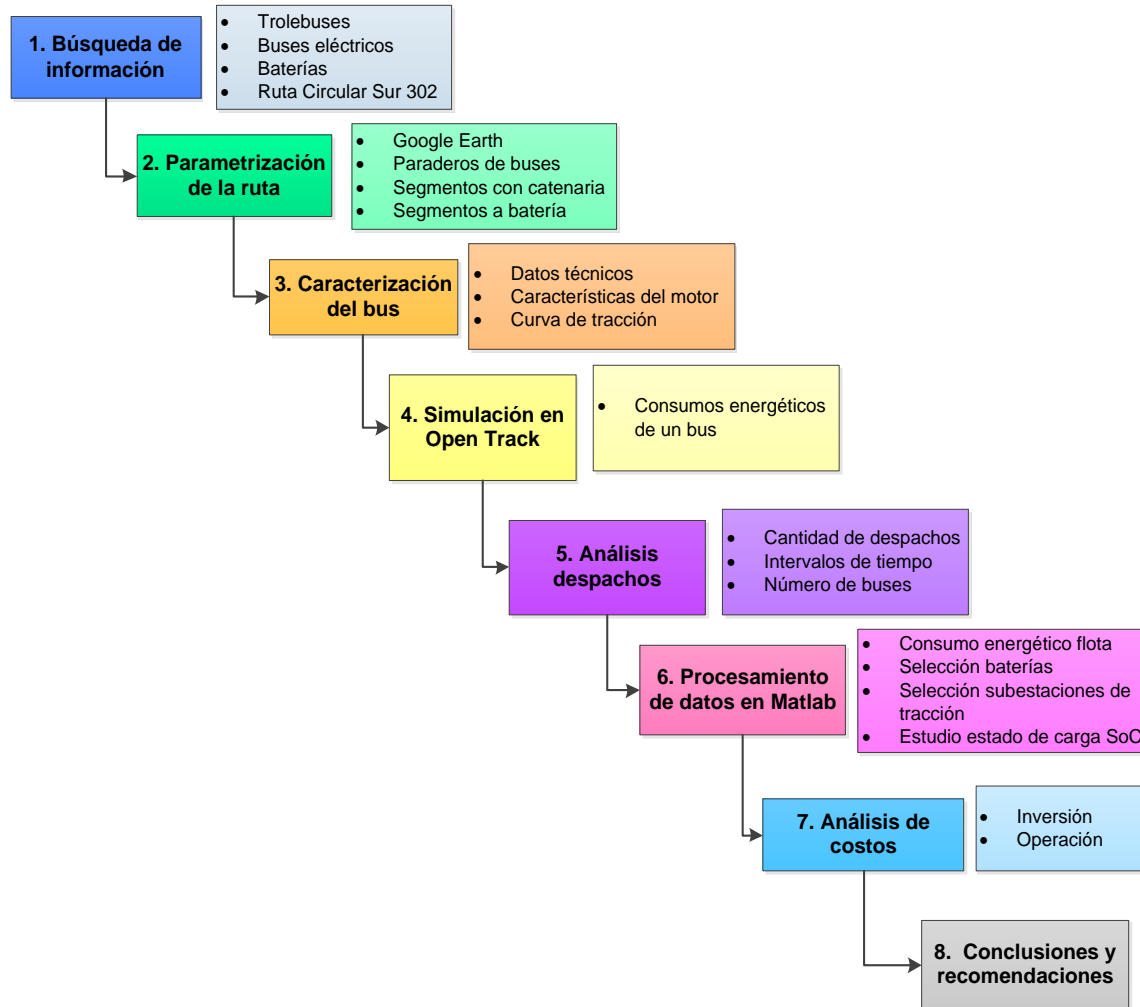 1. Búsqueda de
información
• Trolebuses
• Buses eléctricos
• Baterías
• Ruta Circular Sur 302
2. Parametrización
de la ruta
• Google Earth
• Paraderos de buses
• Segmentos con catenaria
• Segmentos a batería
3. Caracterización
del bus
• Datos técnicos
• Características del motor
• Curva de tracción
4. Simulación en
Open Track
• Consumos energéticos
de un bus
5. Análisis
despachos
• Cantidad de despachos
• Intervalos de tiempo
• Número de buses
6. Procesamiento
de datos en Matlab
• Consumo energético flota
• Selección baterías
• Selección subestaciones de
tracción
• Estudio estado de carga SoC
7. Análisis de
costos
• Inversión
• Operación
8. Conclusiones y
recomendaciones